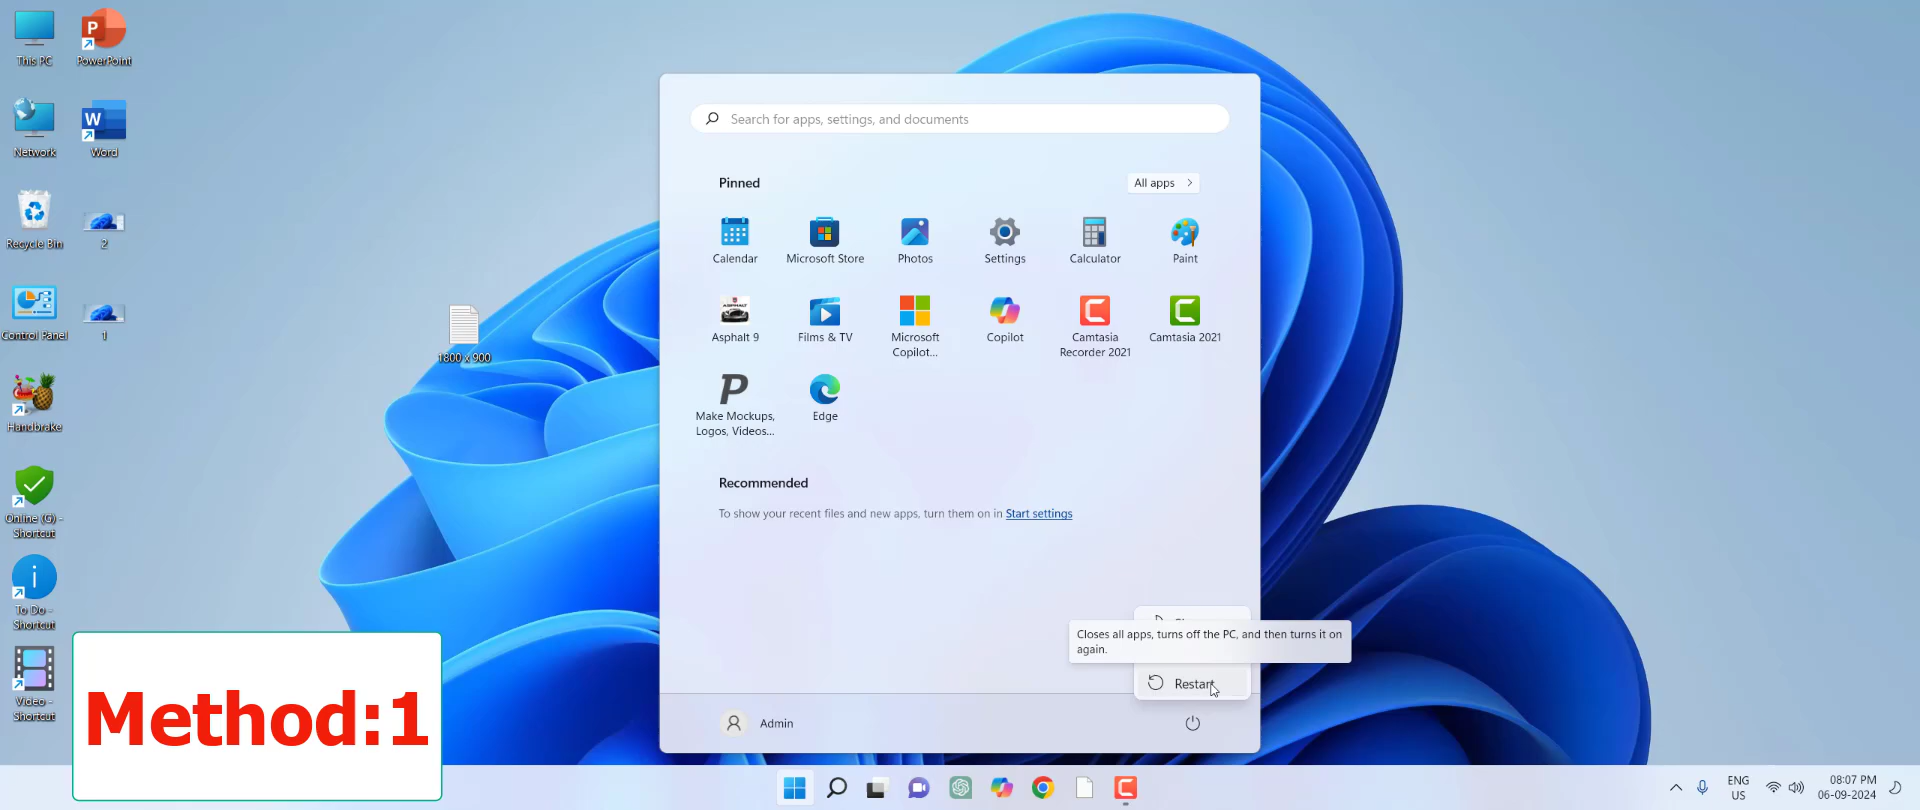 This PC
PowerPoint
Network
Word
Recycle Bin
2
Control Panel
1
Handbrake
Online (G) -
Shortcut
To Do -
Shortcut
Video -
Shortcut
1800 x 900
Method:1
Search for apps, settings, and documents
Pinned
All apps
Calendar
Microsoft Store
Photos
Settings
Calculator
Paint
ASPHALT
Asphalt 9
Films & TV
Microsoft
Copilot...
Copilot
Camtasia
Recorder 2021
Camtasia 2021
Make Mockups,
Logos, Videos...
Edge
Recommended
To show your recent files and new apps, turn them on in Start settings
Closes all apps, turns off the PC, and then turns it on
again.
Restart
Admin
ENG
US
08:07 PM
06-09-2024